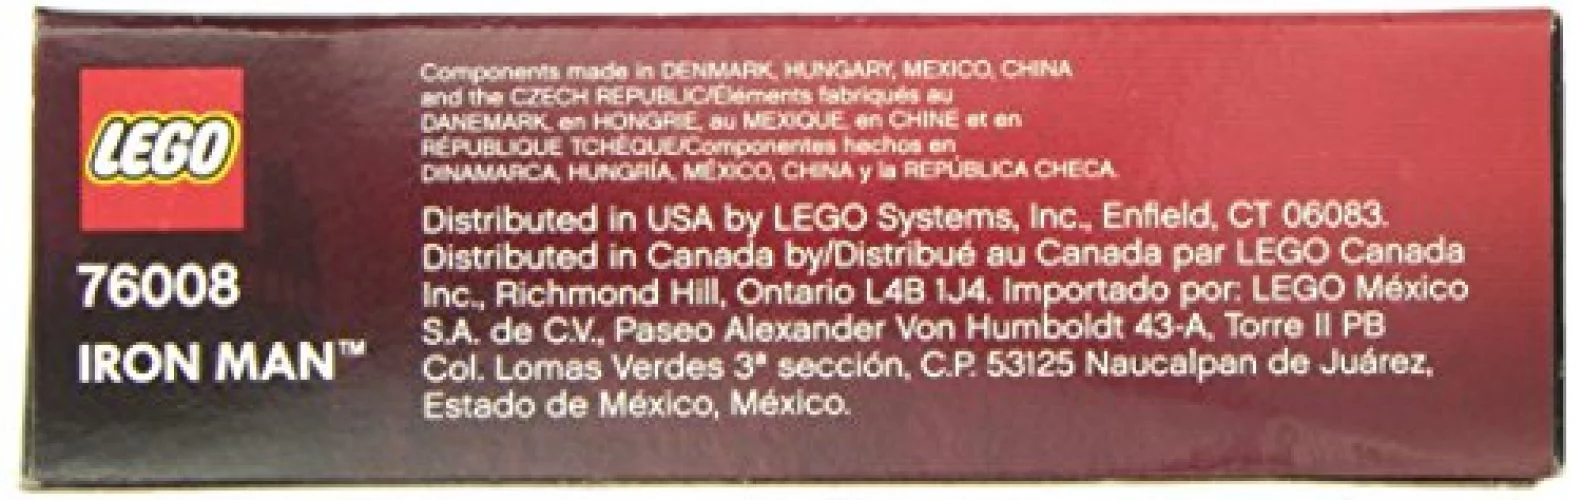 LEGO
76008
IRON MAN™
Components made in DENMARK, HUNGARY, MEXICO, CHINA
and the CZECH REPUBLIC/Éléments fabriqués au
DANEMARK, en HONGRIE, au MEXIQUE, en CHINE et en
RÉPUBLIQUE TCHÈQUE/Componentes hechos en
DINAMARCA, HUNGRÍA, MÉXICO, CHINA y la REPÚBLICA CHECA.
Distributed in USA by LEGO Systems, Inc., Enfield, CT 06083.
Distributed in Canada by/Distribué au Canada par LEGO Canada
Inc., Richmond Hill, Ontario L4B 1J4. Importado por: LEGO México
S.A. de C.V., Paseo Alexander Von Humboldt 43-A, Torre II PB
Col. Lomas Verdes 3ª sección, C.P. 53125 Naucalpan de Juárez,
Estado de México, México.